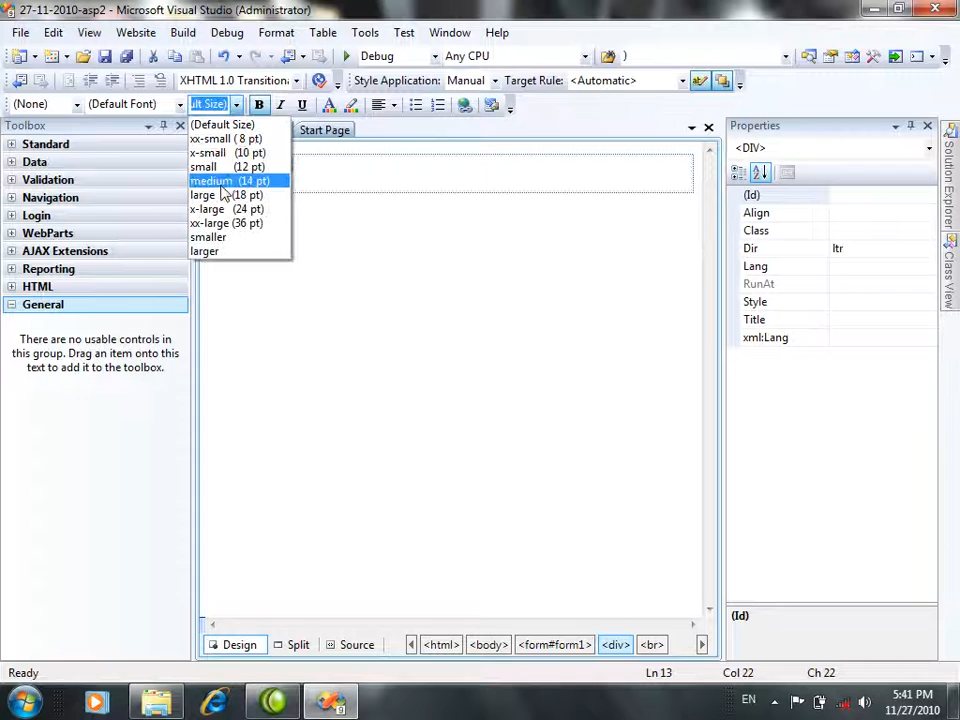 27-11-2010-asp2 - Microsoft Visual Studio (Administrator)
File Edit View Website Build Debug Format Table Tools Test Window Help
Debug Any CPU )
XHTML 1.0 Transition Style Application: Manual Target Rule: <Automatic>
(None) (Default Font) ult Size) B I U A
Toolbox
Start Page
Properties
(Default Size)
xx-small ( 8 pt)
x-small (10 pt)
small (12 pt)
medium (14 pt)
large (18 pt)
x-large (24 pt)
xx-large (36 pt)
smaller
larger
Standard
Data
Validation
Navigation
Login
WebParts
AJAX Extensions
Reporting
HTML
General
There are no usable controls in
this group. Drag an item onto this
text to add it to the toolbox.
<DIV>
(Id)
Align
Class
Dir ltr
Lang
RunAt
Style
Title
xml:Lang
(Id)
Solution Explorer
Class View
Design Split Source <html> <body> <form#form1> <div> <br>
Ready Ln 13 Col 22 Ch 22
EN 5:41 PM
11/27/2010